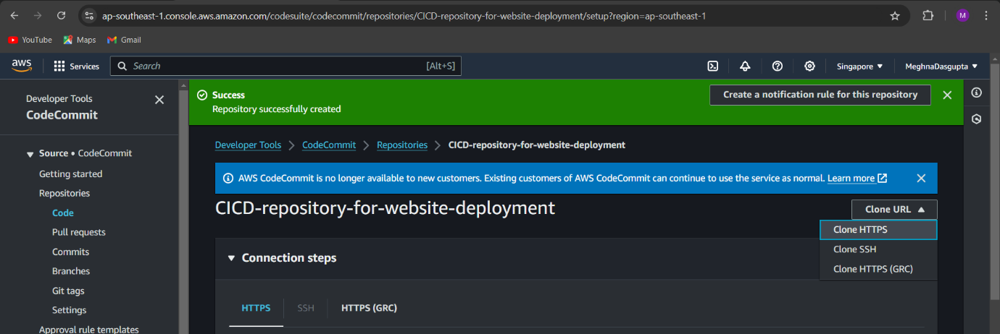 ap-southeast-1.console.aws.amazon.com/codesuite/codecommit/repositories/CICD-repository-for-website-deployment/setup?region=ap-southeast-1
M
YouTube Maps Gmail
aws Services Search [Alt+S] Singapore ▼ MeghnaDasgupta ▼
Developer Tools
CodeCommit
Success
Repository successfully created
Create a notification rule for this repository
Developer Tools > CodeCommit > Repositories > CICD-repository-for-website-deployment
AWS CodeCommit is no longer available to new customers. Existing customers of AWS CodeCommit can continue to use the service as normal. Learn more
CICD-repository-for-website-deployment
Clone URL ▲
Clone HTTPS
Clone SSH
Clone HTTPS (GRC)
▼ Connection steps
HTTPS SSH HTTPS (GRC)
▼ Source • CodeCommit
Getting started
Repositories
Code
Pull requests
Commits
Branches
Git tags
Settings
Approval rule templates